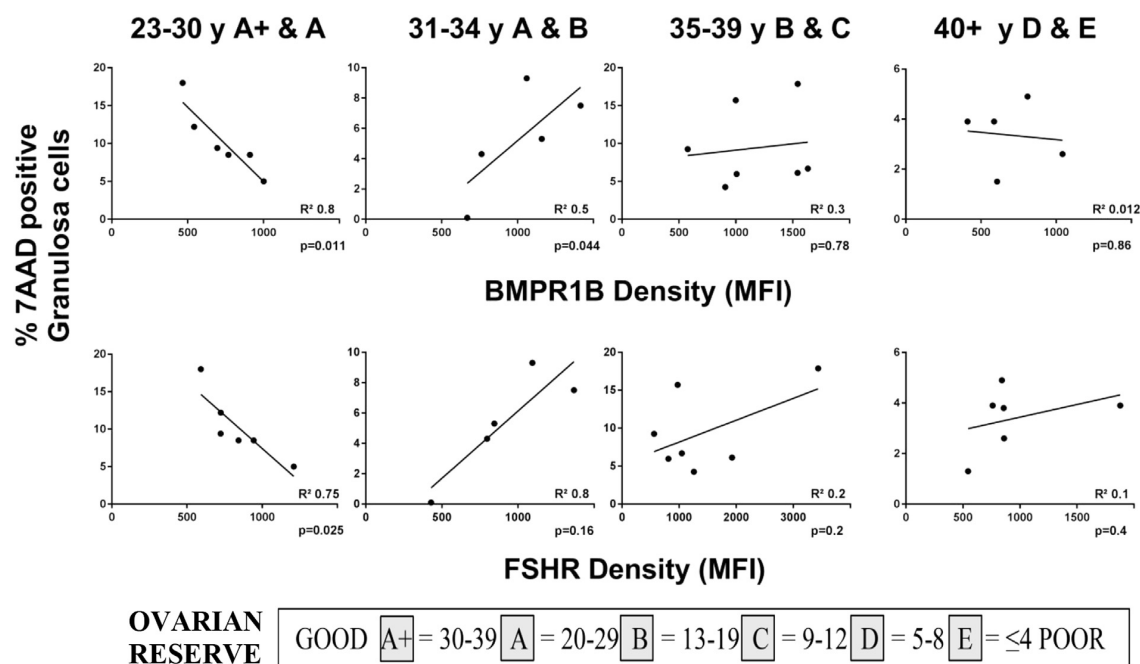 23-30 y A+ & A
31-34 y A & B
35-39 y B & C
40+ y D & E
% 7AAD positive
Granulosa cells
20
15
10
5
0
0
500
1000
R² 0.8
p=0.011
10
8
6
4
2
0
0
500
1000
R² 0.5
p=0.044
20
15
10
5
0
0
500
1000
1500
R² 0.3
p=0.78
6
4
2
0
0
500
1000
R² 0.012
p=0.86
BMPR1B Density (MFI)
20
15
10
5
0
0
500
1000
R² 0.75
p=0.025
10
8
6
4
2
0
0
500
1000
R² 0.8
p=0.16
20
15
10
5
0
0
1000
2000
3000
R² 0.2
p=0.2
6
4
2
0
0
500
1000
1500
R² 0.1
p=0.4
FSHR Density (MFI)
OVARIAN
RESERVE
GOOD A+ = 30-39 A = 20-29 B = 13-19 C = 9-12 D = 5-8 E = ≤4 POOR